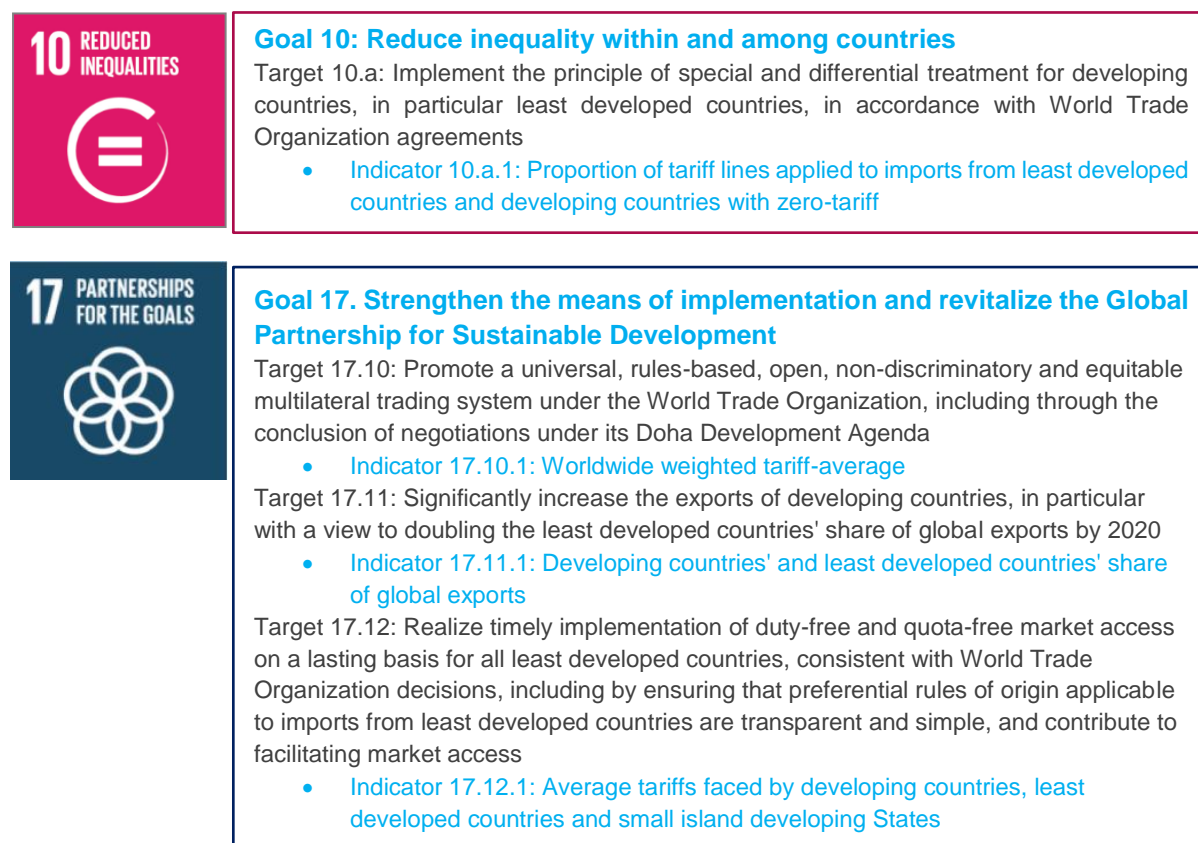 10 REDUCED
INEQUALITIES
Goal 10: Reduce inequality within and among countries
Target 10.a: Implement the principle of special and differential treatment for developing
countries, in particular least developed countries, in accordance with World Trade
Organization agreements
• Indicator 10.a.1: Proportion of tariff lines applied to imports from least developed
countries and developing countries with zero-tariff
17 PARTNERSHIPS
FOR THE GOALS
Goal 17. Strengthen the means of implementation and revitalize the Global
Partnership for Sustainable Development
Target 17.10: Promote a universal, rules-based, open, non-discriminatory and equitable
multilateral trading system under the World Trade Organization, including through the
conclusion of negotiations under its Doha Development Agenda
• Indicator 17.10.1: Worldwide weighted tariff-average
Target 17.11: Significantly increase the exports of developing countries, in particular
with a view to doubling the least developed countries' share of global exports by 2020
• Indicator 17.11.1: Developing countries' and least developed countries' share
of global exports
Target 17.12: Realize timely implementation of duty-free and quota-free market access
on a lasting basis for all least developed countries, consistent with World Trade
Organization decisions, including by ensuring that preferential rules of origin applicable
to imports from least developed countries are transparent and simple, and contribute to
facilitating market access
• Indicator 17.12.1: Average tariffs faced by developing countries, least
developed countries and small island developing States